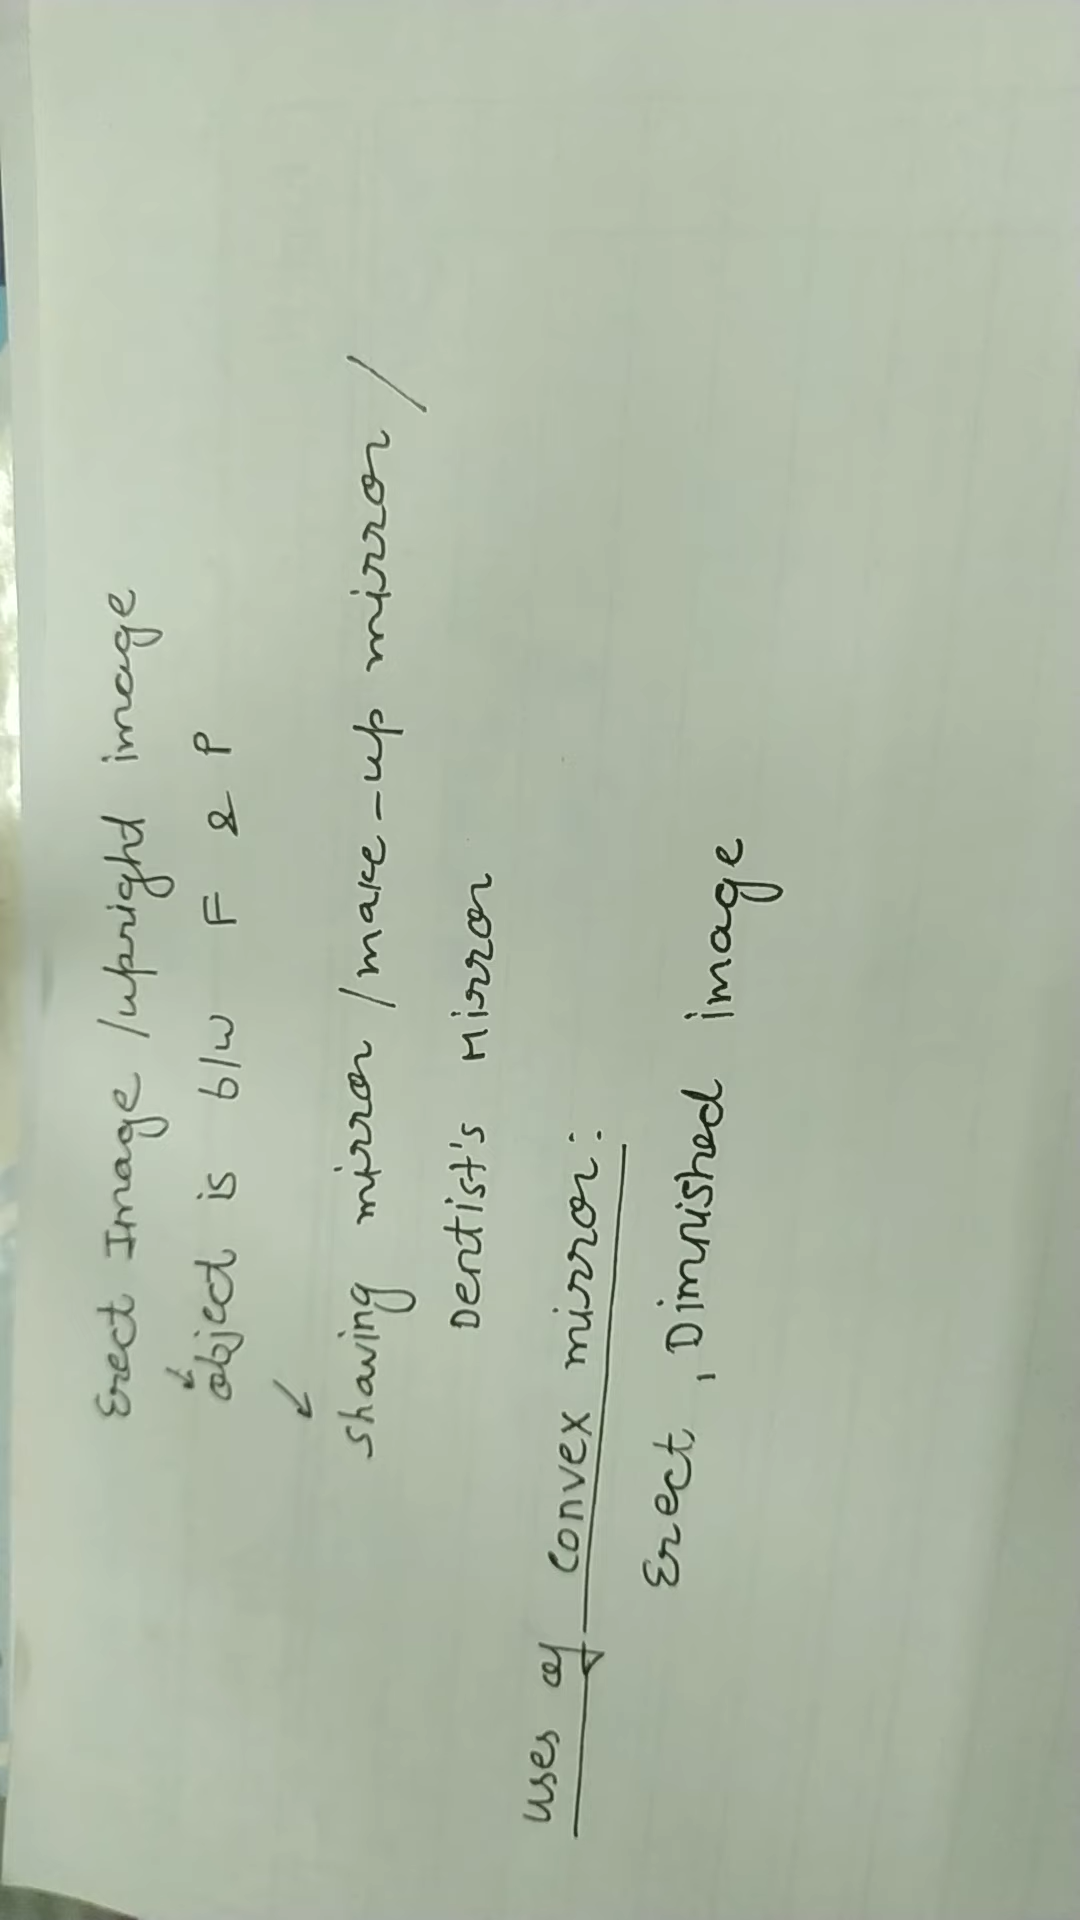 Erect Image /upright image
↙
object is b/w F & P
↙
Shaving mirror /make-up mirror /
Dentist's Mirror
uses of convex mirror:
Erect, , Diminished image